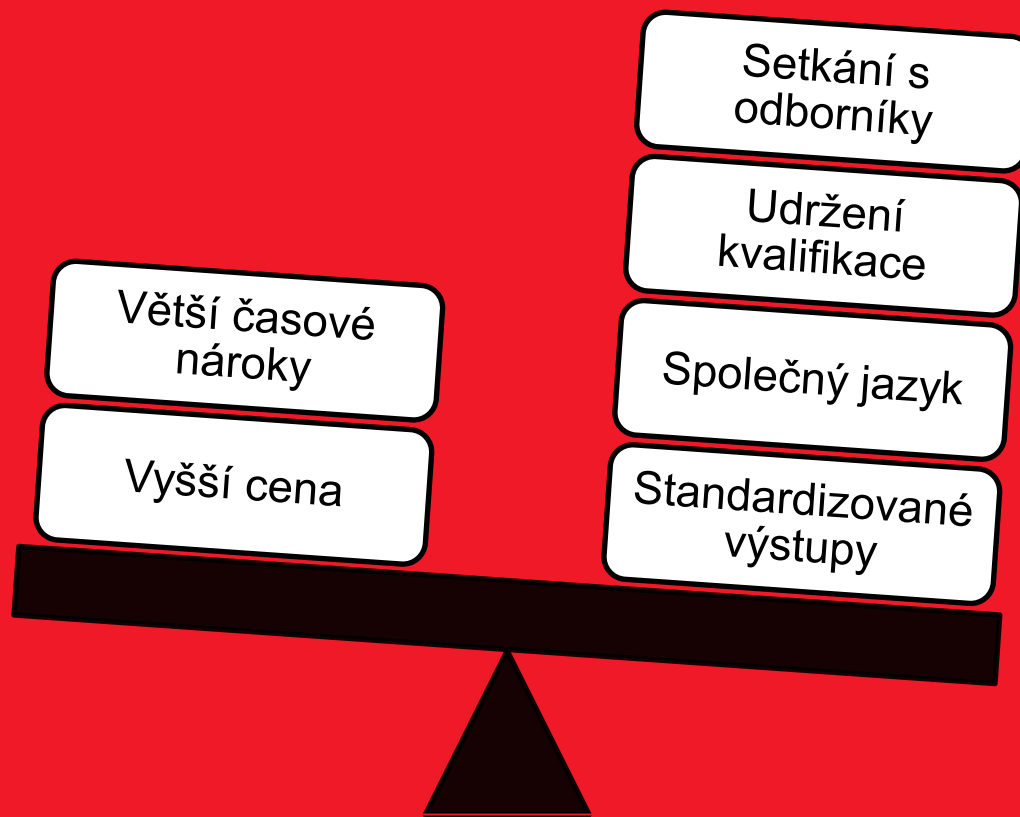 Větší časové
nároky
Vyšší cena
Setkání s
odborníky
Udržení
kvalifikace
Společný jazyk
Standardizované
výstupy